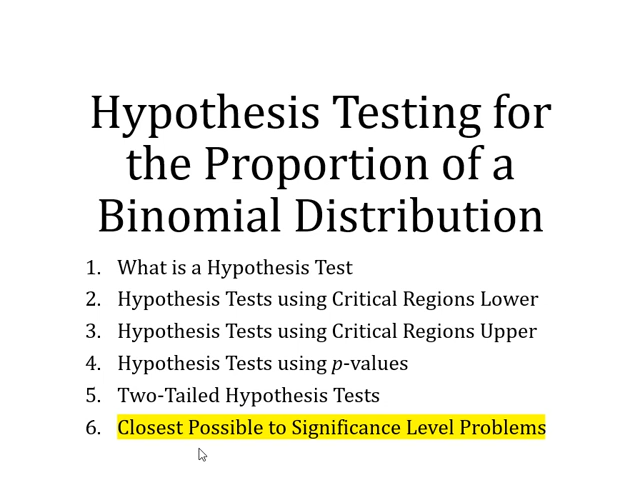 Hypothesis Testing for
the Proportion of a
Binomial Distribution
1. What is a Hypothesis Test
2. Hypothesis Tests using Critical Regions Lower
3. Hypothesis Tests using Critical Regions Upper
4. Hypothesis Tests using p-values
5. Two-Tailed Hypothesis Tests
6. Closest Possible to Significance Level Problems